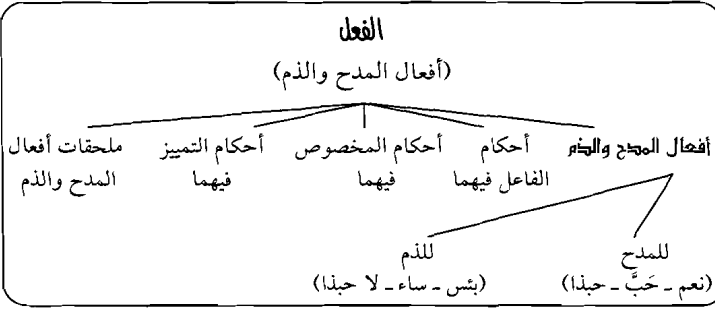 الفعل
(أفعال المدح والذم)
أفعال المدح والذم
أحكام
الفاعل فيهما
أحكام المخصوص
فيهما
أحكام التمييز
فيهما
ملحقات أفعال
المدح والذم
للمدح
(نعم ـ حَبَّ ـ حبذا)
للذم
(بئس ـ ساء ـ لا حبذا)